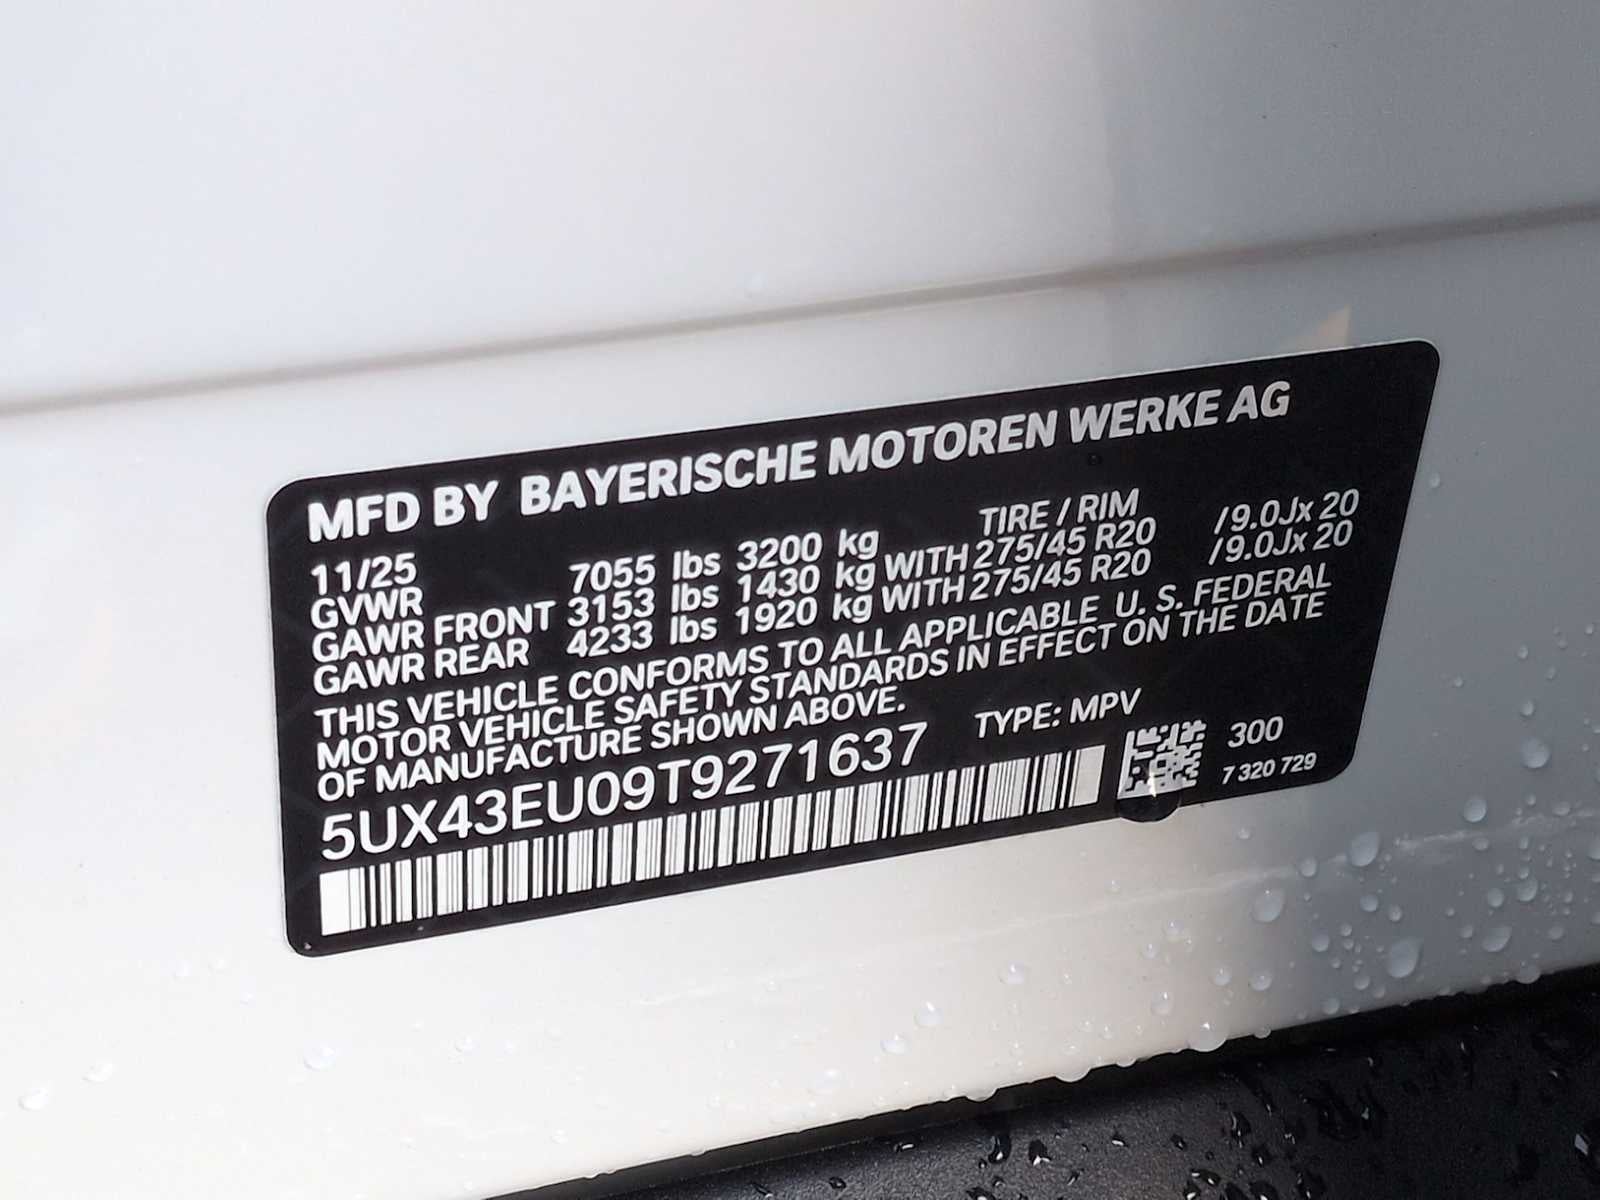 MFD BY BAYERISCHE MOTOREN WERKE AG
11/25 TIRE / RIM
GVWR 7055 lbs 3200 kg
GAWR FRONT 3153 lbs 1430 kg WITH 275/45 R20 /9.0Jx 20
GAWR REAR 4233 lbs 1920 kg WITH 275/45 R20 /9.0Jx 20
THIS VEHICLE CONFORMS TO ALL APPLICABLE U. S. FEDERAL
MOTOR VEHICLE SAFETY STANDARDS IN EFFECT ON THE DATE
OF MANUFACTURE SHOWN ABOVE.
5UX43EU09T9271637 TYPE: MPV
300
7 320 729